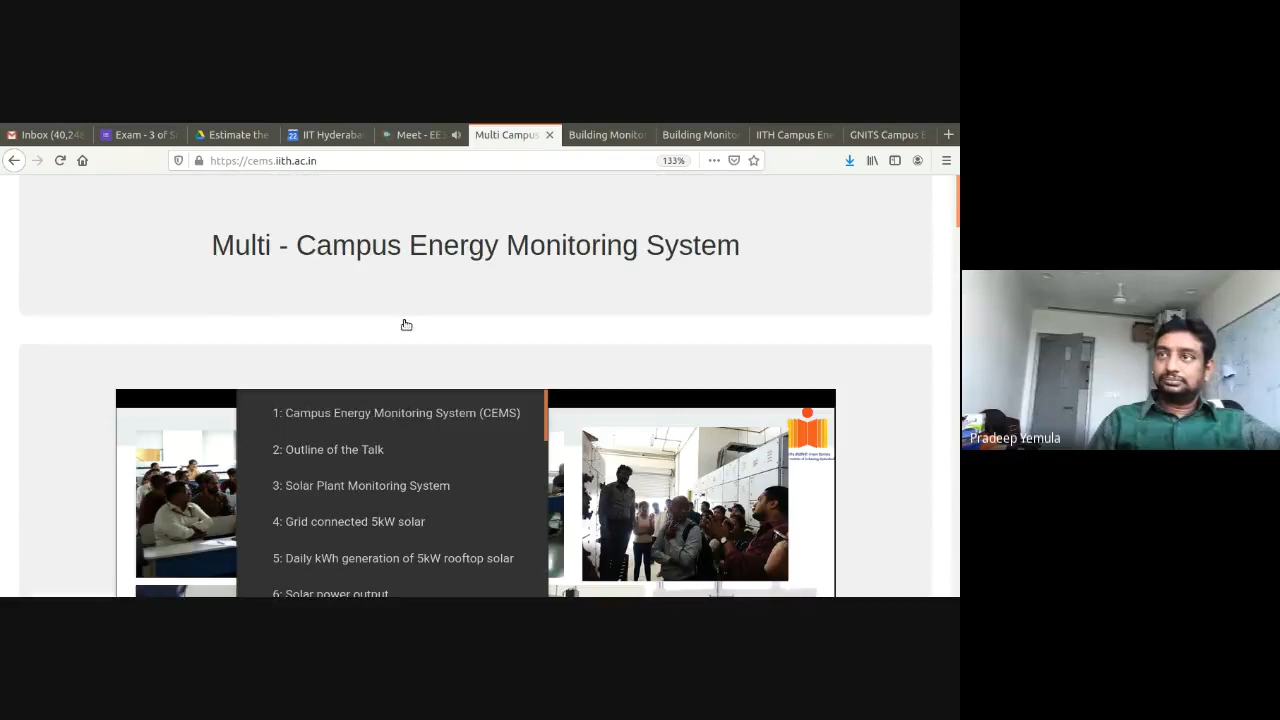 Inbox (40,24
Exam - 3 of S
Estimate the
22
IIT Hyderaba
Meet - EE
Multi Campus
Building Monito
Building Monito
IITH Campus Ene
GNITS Campus E
https://cems.iith.ac.in
133%
Multi - Campus Energy Monitoring System
1: Campus Energy Monitoring System (CEMS)
2: Outline of the Talk
3: Solar Plant Monitoring System
4: Grid connected 5kW solar
5: Daily kWh generation of 5kW rooftop solar
6: Solar power output
Pradeep Yemula